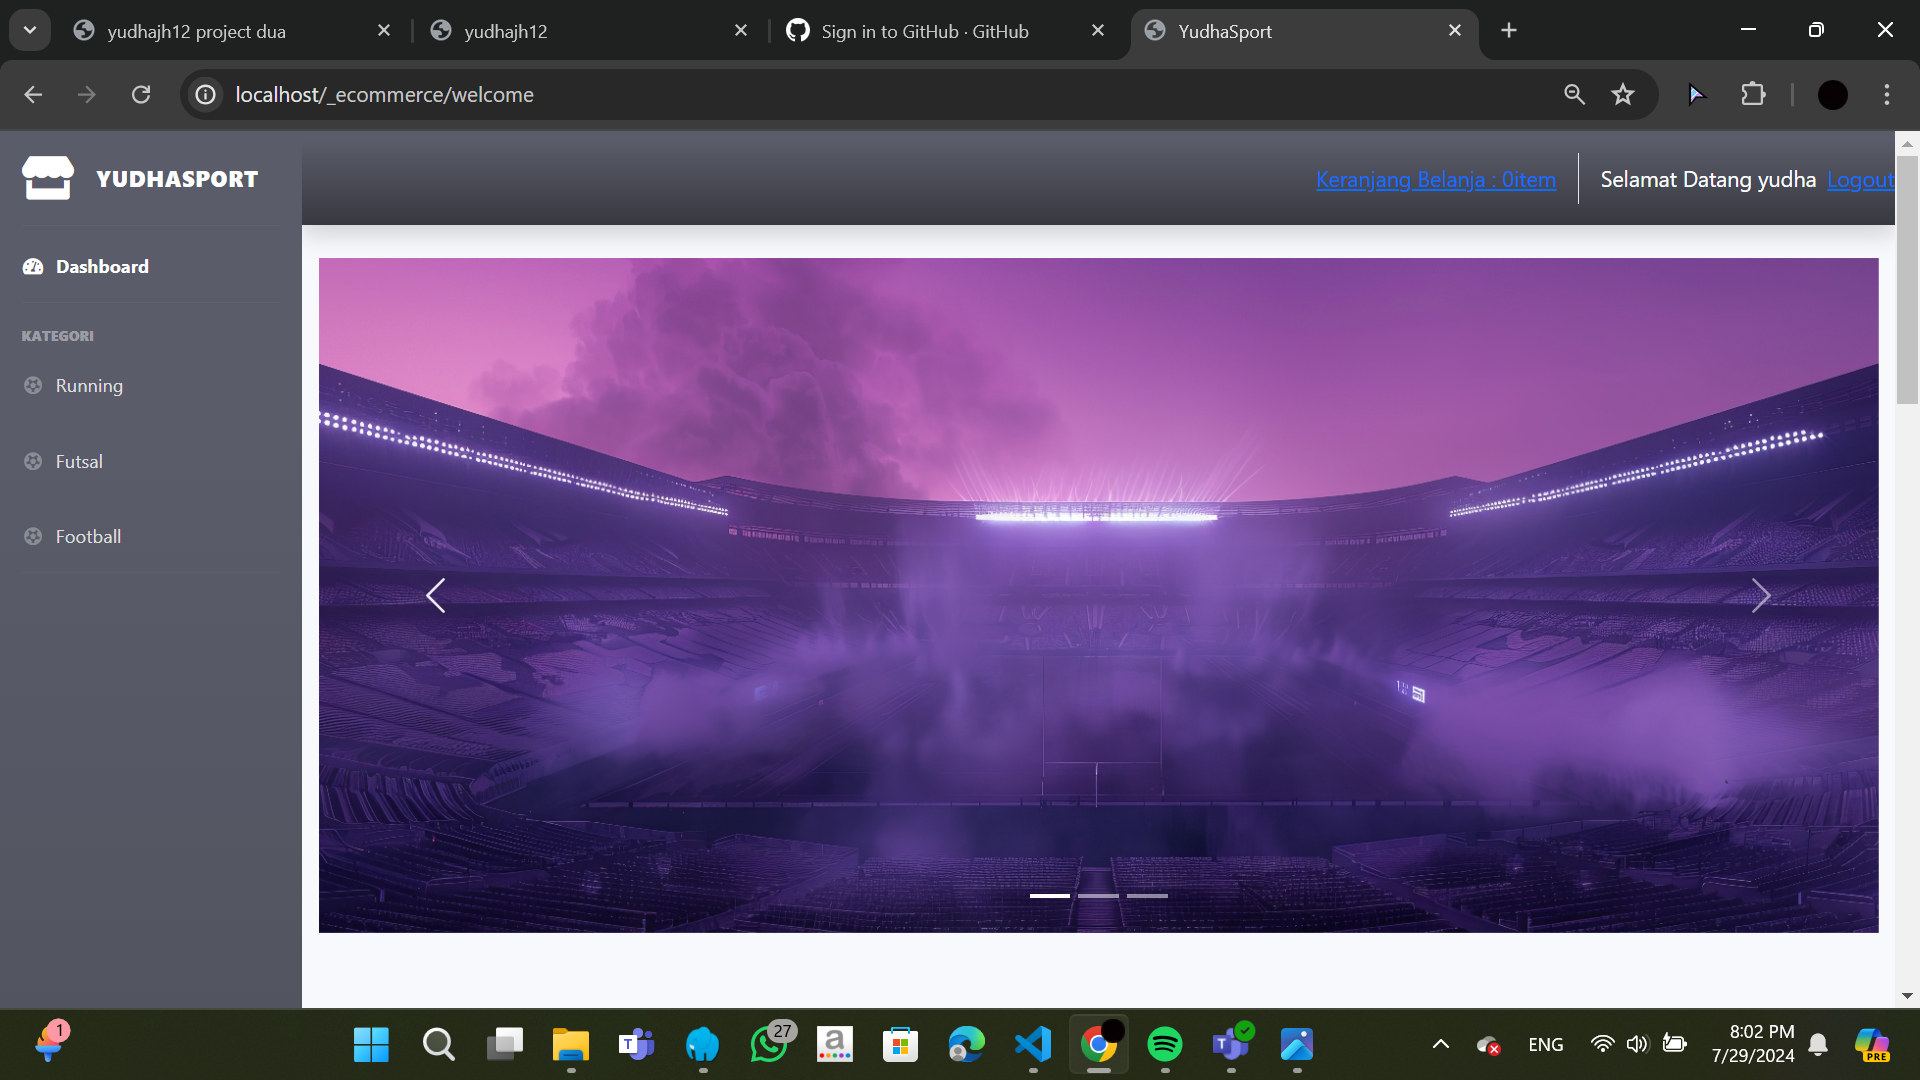 yudhajh12 project dua
yudhajh12
Sign in to GitHub · GitHub
YudhaSport
localhost/_ecommerce/welcome
YUDHASPORT
Keranjang Belanja : 0item
Selamat Datang yudha
Logout
Dashboard
KATEGORI
Running
Futsal
Football
1
T
27
a
T
ENG
8:02 PM
7/29/2024
PRE